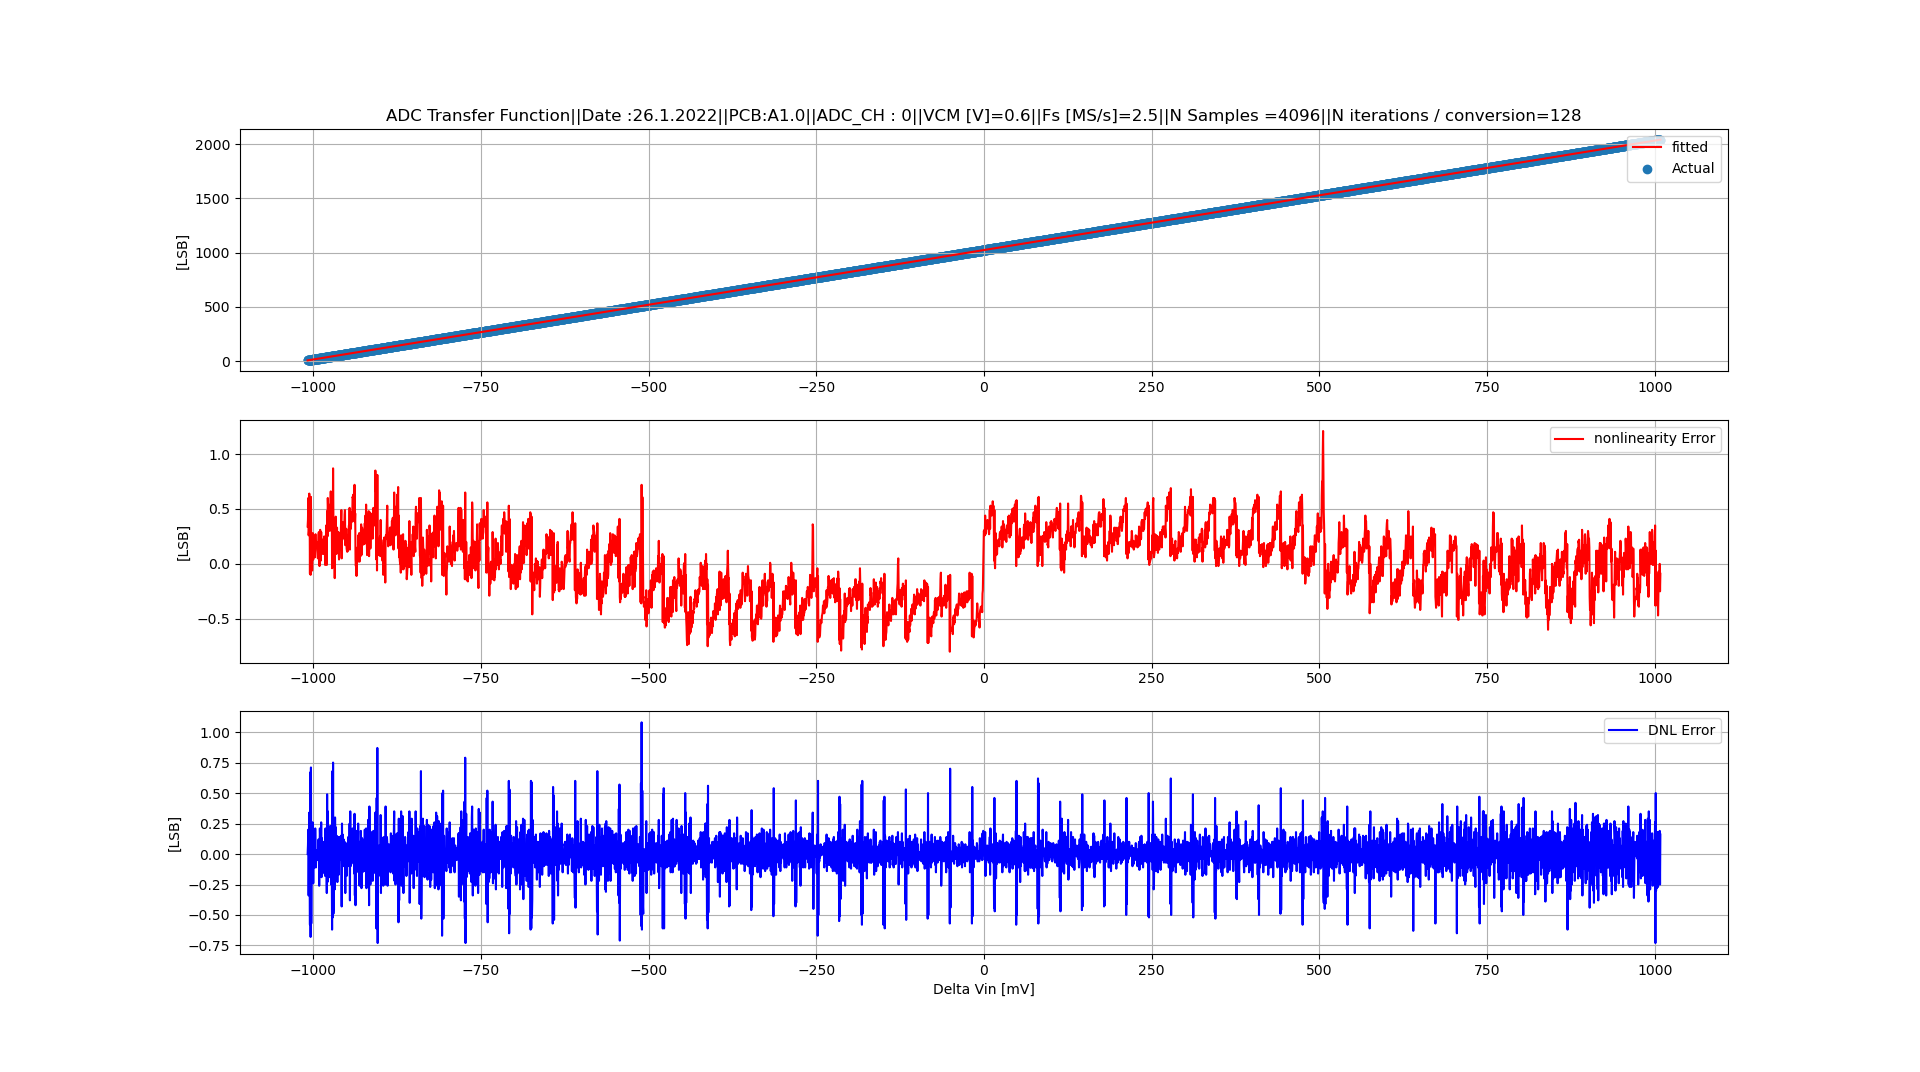 ADC Transfer Function||Date :26.1.2022||PCB:A1.0||ADC_CH : 0||VCM [V]=0.6||Fs [MS/s]=2.5||N Samples =4096||N iterations / conversion=128
fitted
Actual
[LSB]
2000
1500
1000
500
0
−1000 −750 −500 −250 0 250 500 750 1000
nonlinearity Error
[LSB]
1.0
0.5
0.0
−0.5
−1000 −750 −500 −250 0 250 500 750 1000
DNL Error
[LSB]
1.00
0.75
0.50
0.25
0.00
−0.25
−0.50
−0.75
−1000 −750 −500 −250 0 250 500 750 1000
Delta Vin [mV]